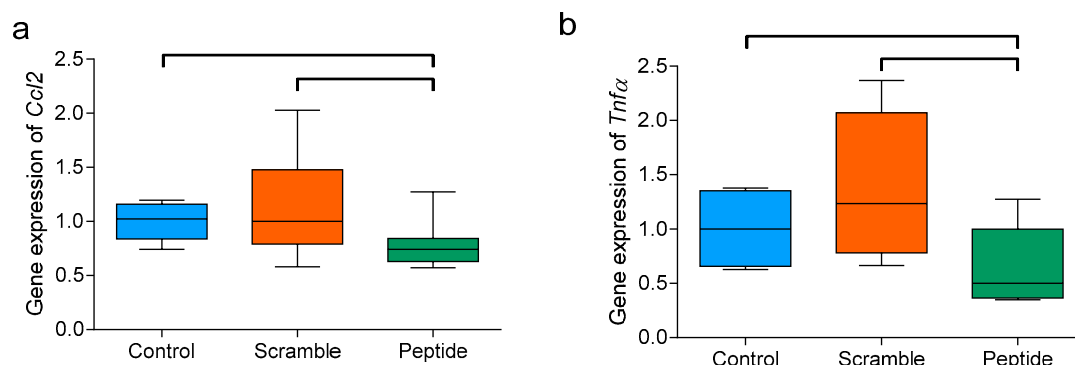 a
Gene expression of Ccl2
2.5
2.0
1.5
1.0
0.5
0.0
Control Scramble Peptide
b
Gene expression of Tnfα
2.5
2.0
1.5
1.0
0.5
0.0
Control Scramble Peptide